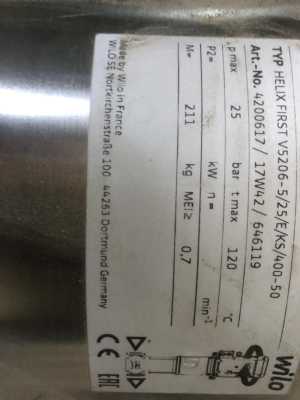 wilo
TYP HELIX FIRST V5206-5/25/E/KS/400-50
Art.-No. 4200617 / 17W42 / 646119
p max 25 bar t max 120 °C
P2= kW n= min⁻¹
M= 211 kg MEI≥ 0,7
Made by Wilo in France
WILO SE Nortkirchenstraße 100 44263 Dortmund Germany
CE EAC